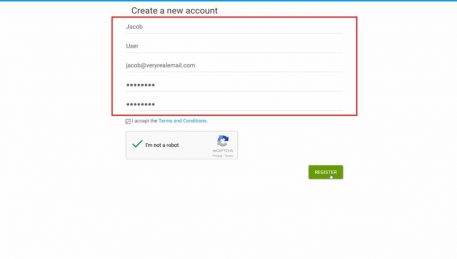 Create a new account
Jacob
User
jacob@veryrealemail.com
••••••••
••••••••
I accept the Terms and Conditions.
I'm not a robot
reCAPTCHA
Privacy - Terms
REGISTER